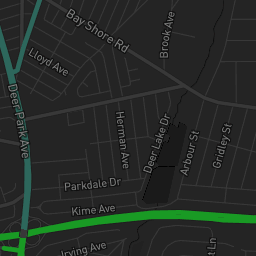 Bay Shore Rd
Brook Ave
Lloyd Ave
Deer Park Ave
Herman Ave
Deer Lake Dr
Arbour St
Gridley St
Parkdale Dr
Kime Ave
Irving Ave
t Ln